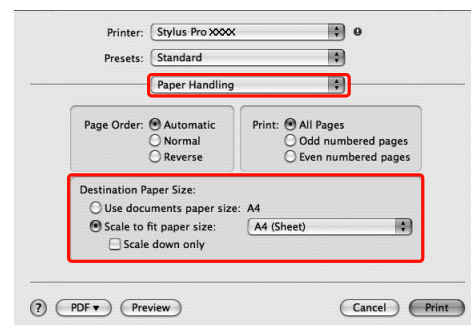 Printer: Stylus Pro XXXX
Presets: Standard
Paper Handling
Page Order: Automatic
Normal
Reverse
Print: All Pages
Odd numbered pages
Even numbered pages
Destination Paper Size:
Use documents paper size: A4
Scale to fit paper size: A4 (Sheet)
Scale down only
? PDF▼ Preview Cancel Print